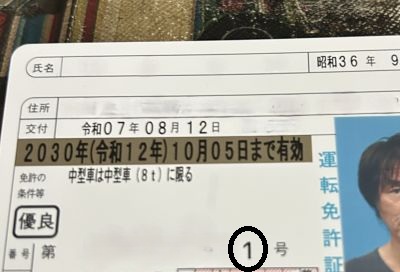 氏名
昭和36年 9
住所
交付 令和07年08月12日
2030年(令和12年)10月05日まで有効
免許の
条件等
中型車は中型車(8t)に限る
優良
番号 第 1 号
運転免許証